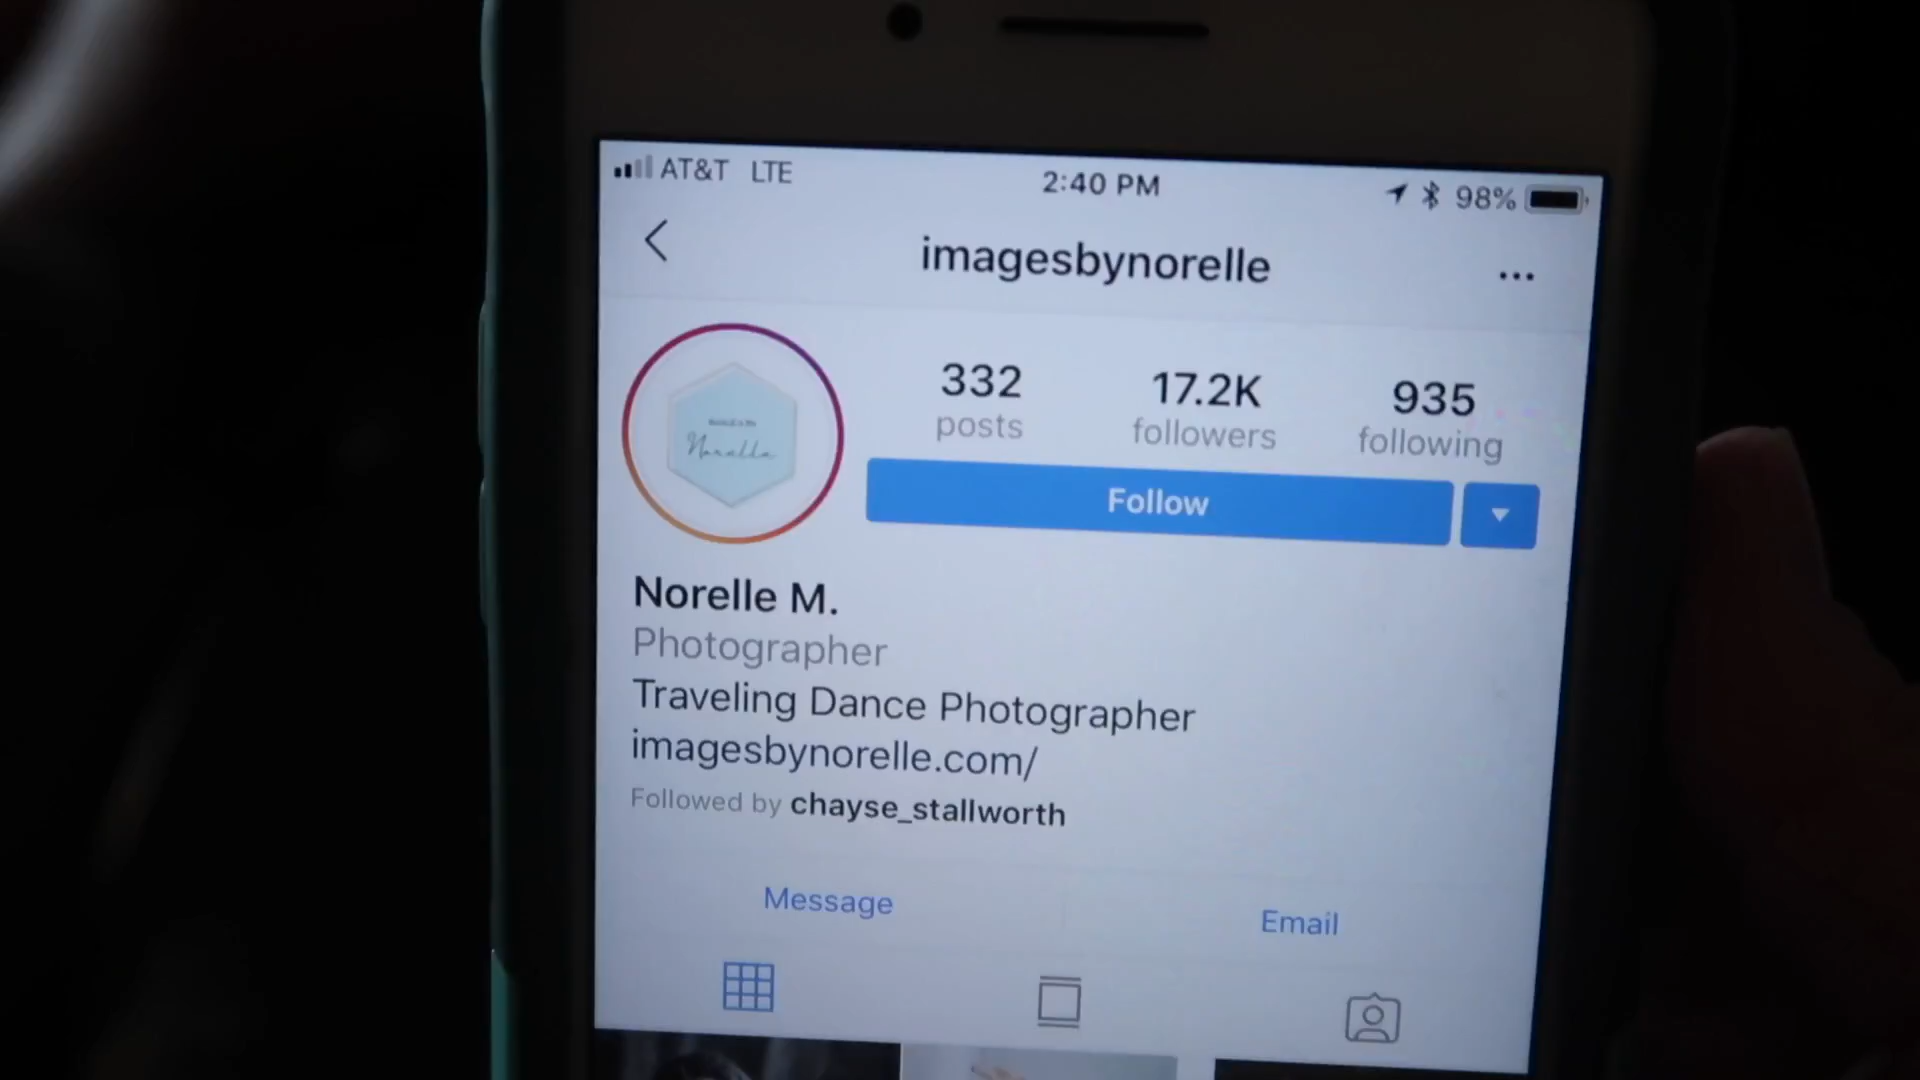 AT&T LTE 2:40 PM 98%
imagesbynorelle
332 17.2K 935
posts followers following
Norelle
Follow
Norelle M.
Photographer
Traveling Dance Photographer
imagesbynorelle.com/
Followed by chayse_stallworth
Message Email